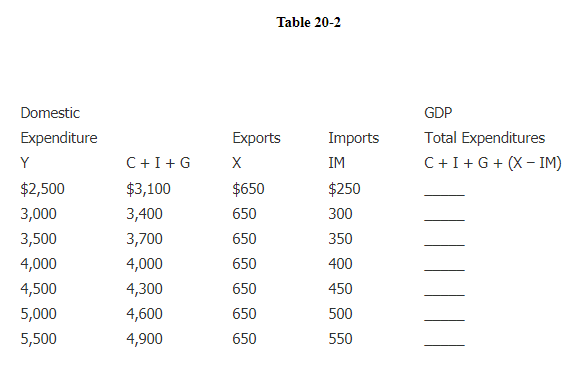 Table 20-2
Domestic GDP
Expenditure Exports Imports Total Expenditures
Y C + I + G X IM C + I + G + (X – IM)
$2,500 $3,100 $650 $250 _____
3,000 3,400 650 300 _____
3,500 3,700 650 350 _____
4,000 4,000 650 400 _____
4,500 4,300 650 450 _____
5,000 4,600 650 500 _____
5,500 4,900 650 550 _____